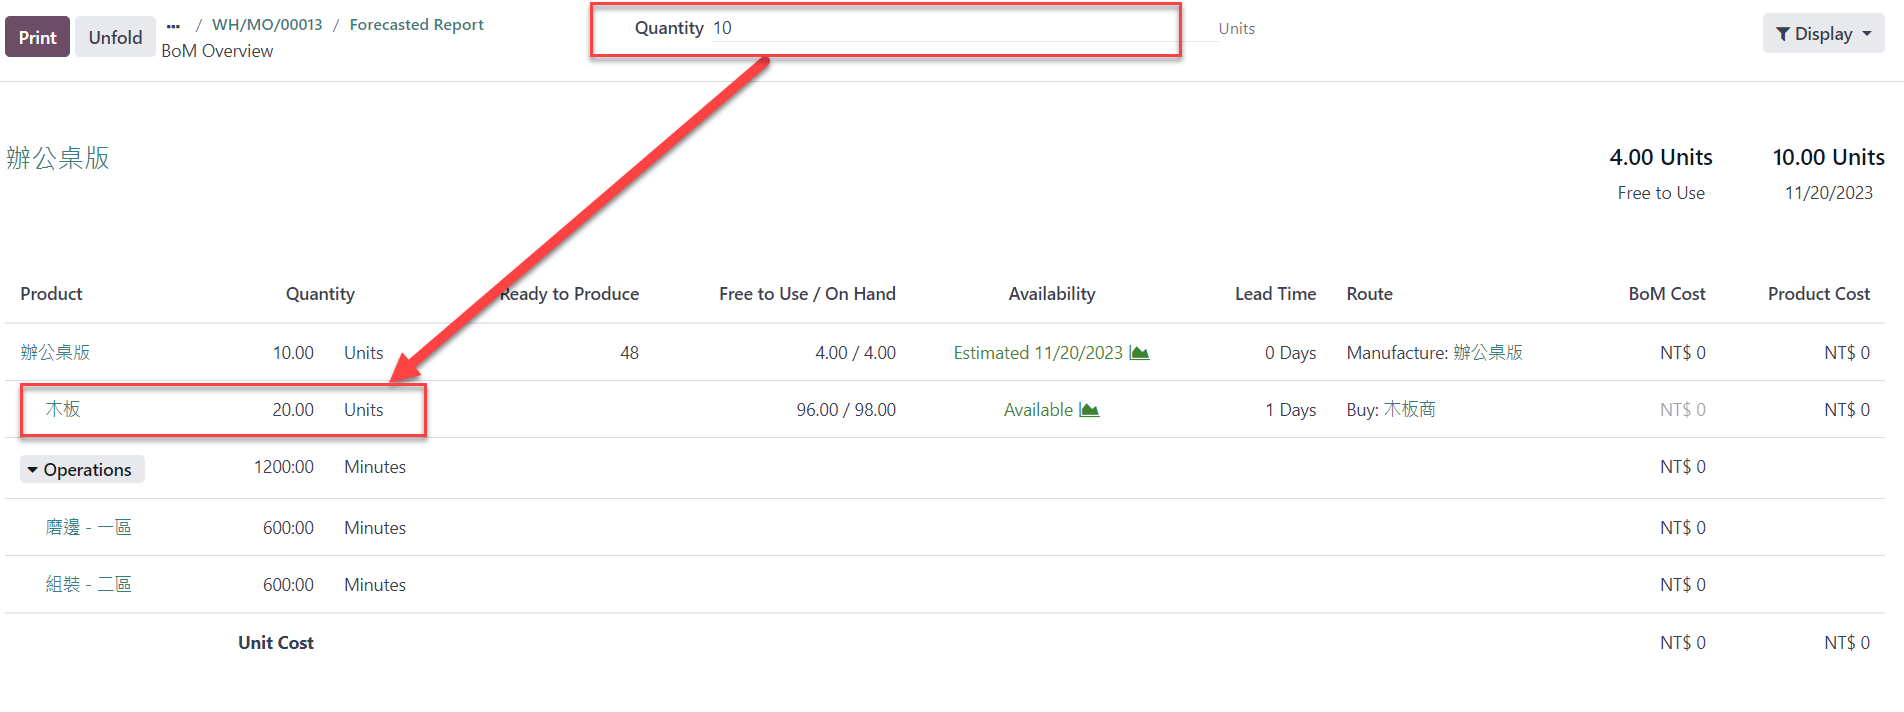 Print Unfold ... / WH/MO/00013 / Forecasted Report
BoM Overview
Quantity 10 Units
Display
辦公桌版
4.00 Units 10.00 Units
Free to Use 11/20/2023
Product Quantity Ready to Produce Free to Use / On Hand Availability Lead Time Route BoM Cost Product Cost
辦公桌版 10.00 Units 48 4.00 / 4.00 Estimated 11/20/2023 0 Days Manufacture: 辦公桌版 NT$ 0 NT$ 0
木板 20.00 Units 96.00 / 98.00 Available 1 Days Buy: 木板商 NT$ 0 NT$ 0
Operations 1200:00 Minutes NT$ 0
磨邊 - 一區 600:00 Minutes NT$ 0
組裝 - 二區 600:00 Minutes NT$ 0
Unit Cost NT$ 0 NT$ 0